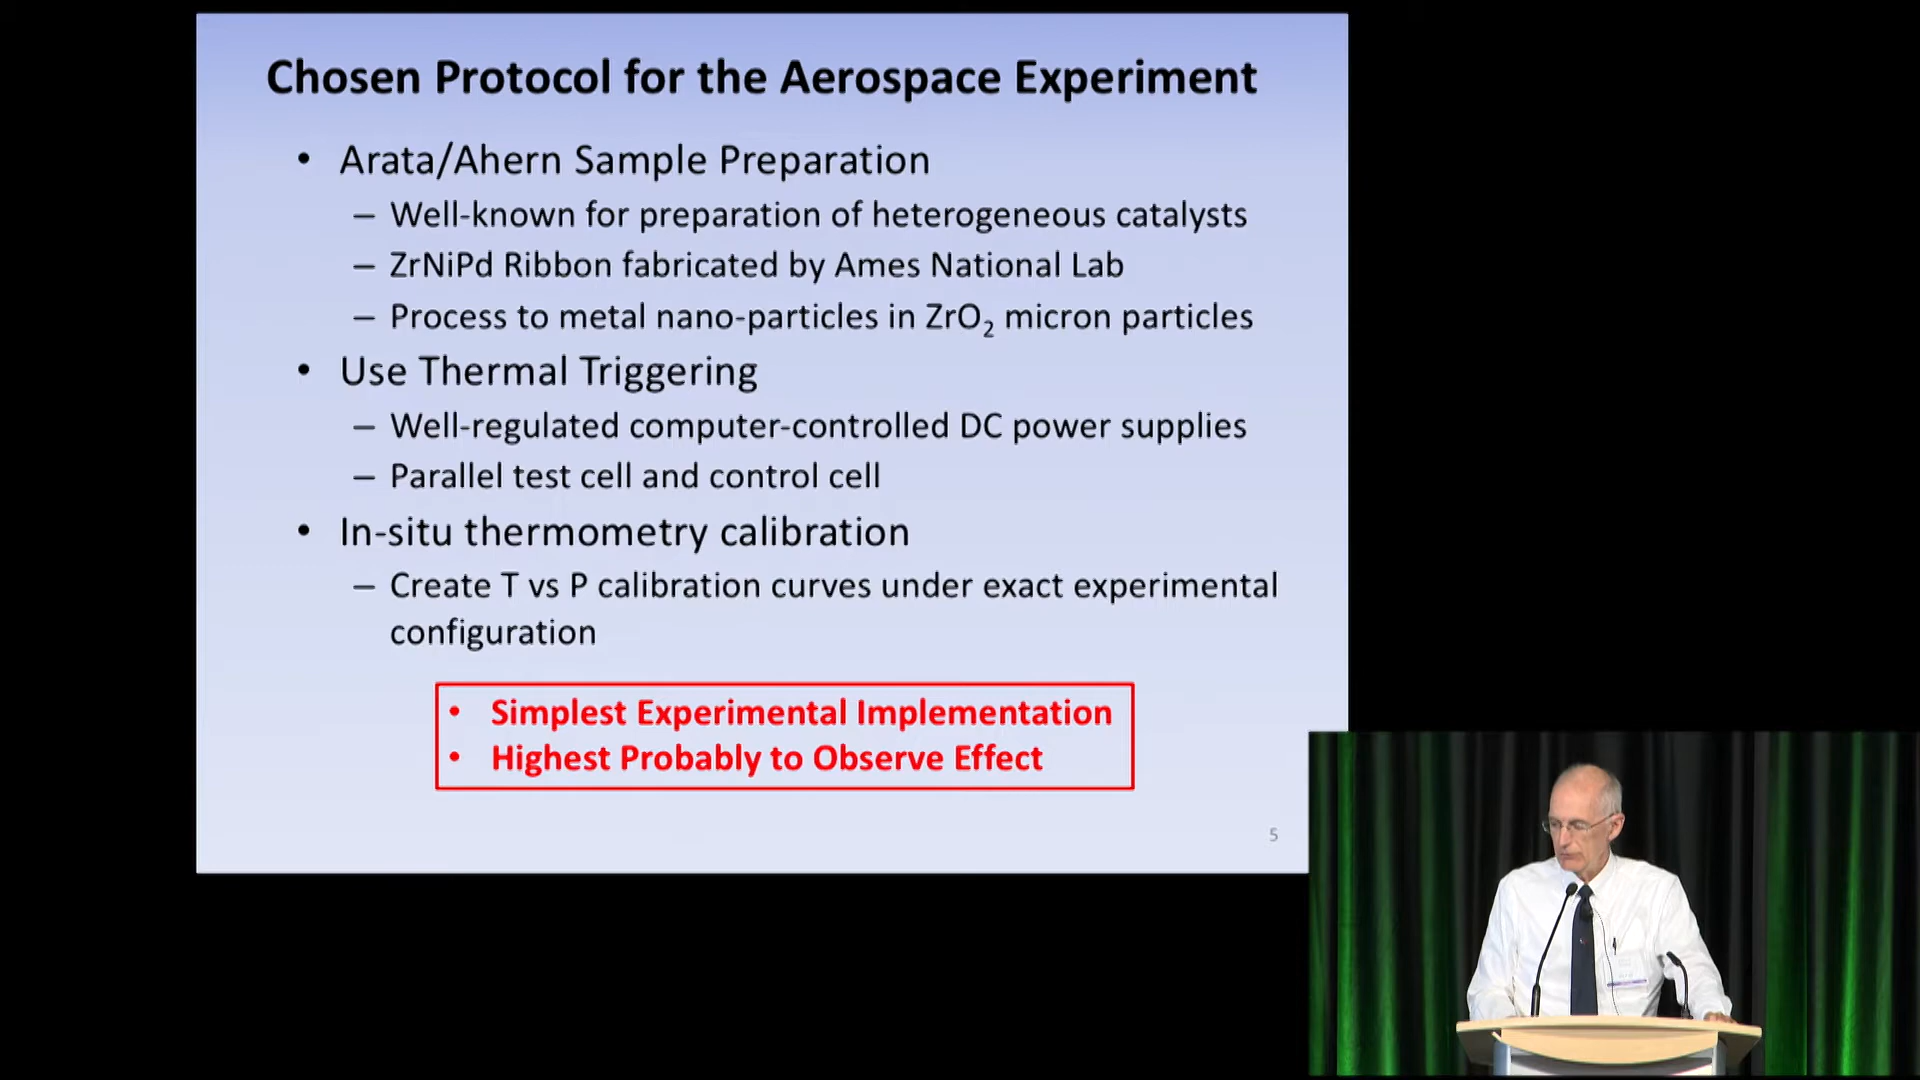 Chosen Protocol for the Aerospace Experiment
• Arata/Ahern Sample Preparation
– Well-known for preparation of heterogeneous catalysts
– ZrNiPd Ribbon fabricated by Ames National Lab
– Process to metal nano-particles in ZrO₂ micron particles
• Use Thermal Triggering
– Well-regulated computer-controlled DC power supplies
– Parallel test cell and control cell
• In-situ thermometry calibration
– Create T vs P calibration curves under exact experimental
configuration
• Simplest Experimental Implementation
• Highest Probably to Observe Effect
5